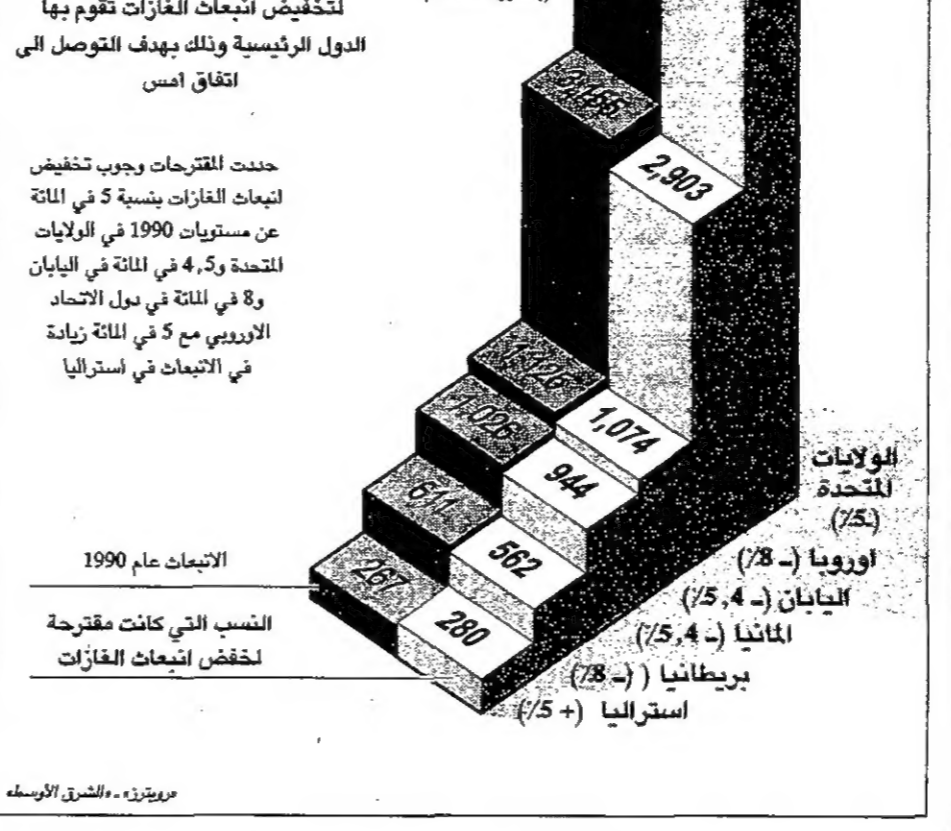 لتخفيض انبعاث الغازات تقوم بها
الدول الرئيسية وذلك بهدف التوصل الى
اتفاق امس
حددت المقترحات وجوب تخفيض
انبعاث الغازات بنسبة 5 في المائة
عن مستويات 1990 في الولايات
المتحدة و4,5 في المائة في اليابان
و8 في المائة في دول الاتحاد
الاوروبي مع 5 في المائة زيادة
في الانبعاث في استراليا
2,903
1,126
1,074
1,026
944
611
562
267
280
الانبعاث عام 1990
النسب التي كانت مقترحة
لخفض انبعاث الغازات
الولايات
المتحدة
(ـ5٪)
اوروبا (ـ 8٪)
اليابان (ـ 4,5٪)
المانيا (ـ 4,5٪)
بريطانيا ( (ـ 8٪)
استراليا (+ 5٪)
«رويترز» ـ «الشرق الأوسط»